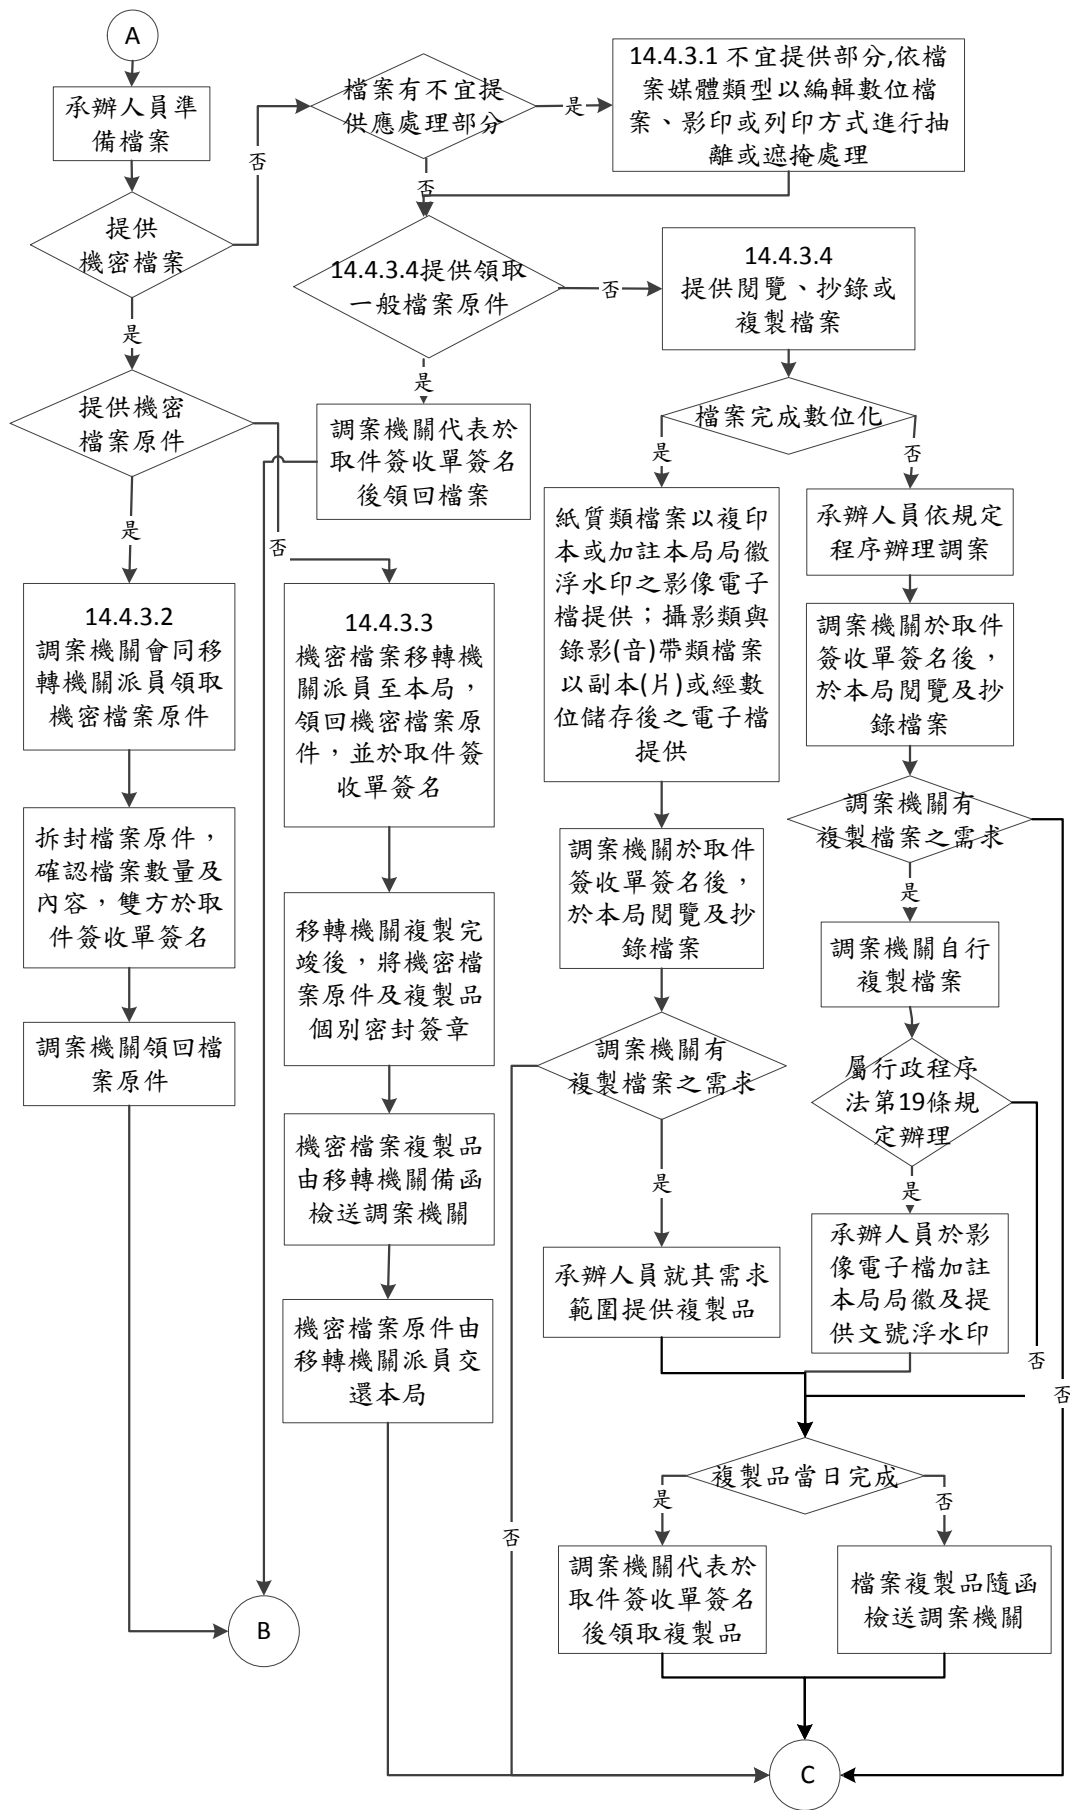 A
承辦人員準
備檔案
提供
機密檔案
否
是
檔案有不宜提
供應處理部分
是
否
14.4.3.1 不宜提供部分,依檔
案媒體類型以編輯數位檔
案、影印或列印方式進行抽
離或遮掩處理
14.4.3.4提供領取
一般檔案原件
否
是
14.4.3.4
提供閱覽、抄錄或
複製檔案
調案機關代表於
取件簽收單簽名
後領回檔案
提供機密
檔案原件
是
否
14.4.3.2
調案機關會同移
轉機關派員領取
機密檔案原件
拆封檔案原件,
確認檔案數量及
內容,雙方於取
件簽收單簽名
調案機關領回檔
案原件
14.4.3.3
機密檔案移轉機
關派員至本局,
領回機密檔案原
件,並於取件簽
收單簽名
移轉機關複製完
竣後,將機密檔
案原件及複製品
個別密封簽章
機密檔案複製品
由移轉機關備函
檢送調案機關
機密檔案原件由
移轉機關派員交
還本局
檔案完成數位化
是
否
紙質類檔案以複印
本或加註本局局徽
浮水印之影像電子
檔提供；攝影類與
錄影(音)帶類檔案
以副本(片)或經數
位儲存後之電子檔
提供
調案機關於取件
簽收單簽名後,
於本局閱覽及抄
錄檔案
調案機關有
複製檔案之需求
是
否
承辦人員就其需求
範圍提供複製品
承辦人員依規定
程序辦理調案
調案機關於取件
簽收單簽名後,
於本局閱覽及抄
錄檔案
調案機關有
複製檔案之需求
是
否
調案機關自行
複製檔案
屬行政程序
法第19條規
定辦理
是
否
承辦人員於影
像電子檔加註
本局局徽及提
供文號浮水印
複製品當日完成
是
否
調案機關代表於
取件簽收單簽名
後領取複製品
檔案複製品隨函
檢送調案機關
B
C